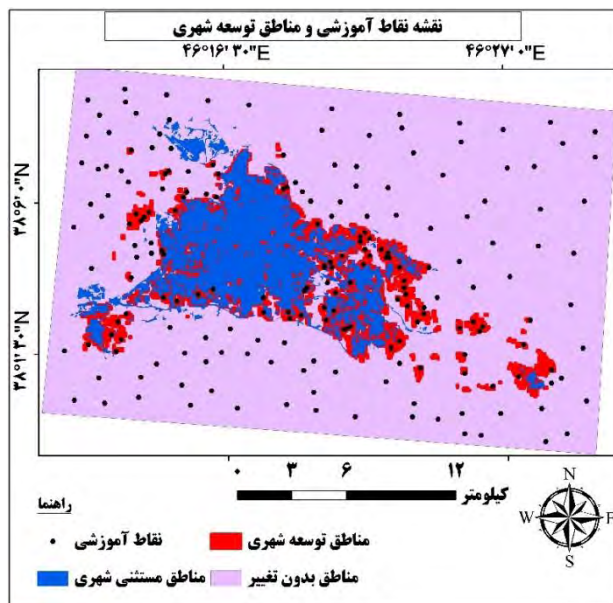 نقشه نقاط آموزشی و مناطق توسعه شهری
۴۶°۱۶'۳۰"E ۴۶°۲۷'۰"E
۳۸°۶'۰"N
۳۸°۱'۳۰"N
۰ ۳ ۶ ۱۲
کیلومتر
راهنما
نقاط آموزشی
مناطق توسعه شهری
مناطق مستثنی شهری
مناطق بدون تغییر
N
W E
S